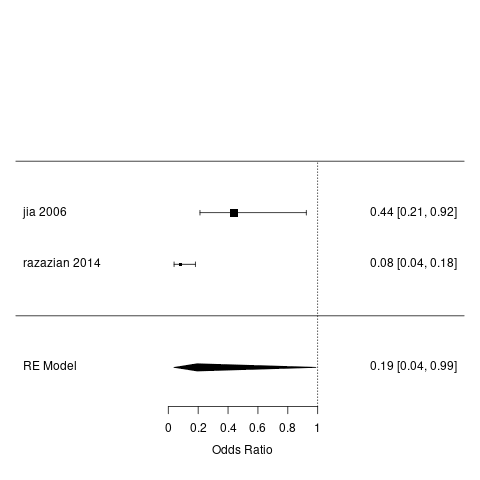 jia 2006 0.44 [0.21, 0.92]
razazian 2014 0.08 [0.04, 0.18]
RE Model 0.19 [0.04, 0.99]
0 0.2 0.4 0.6 0.8 1
Odds Ratio